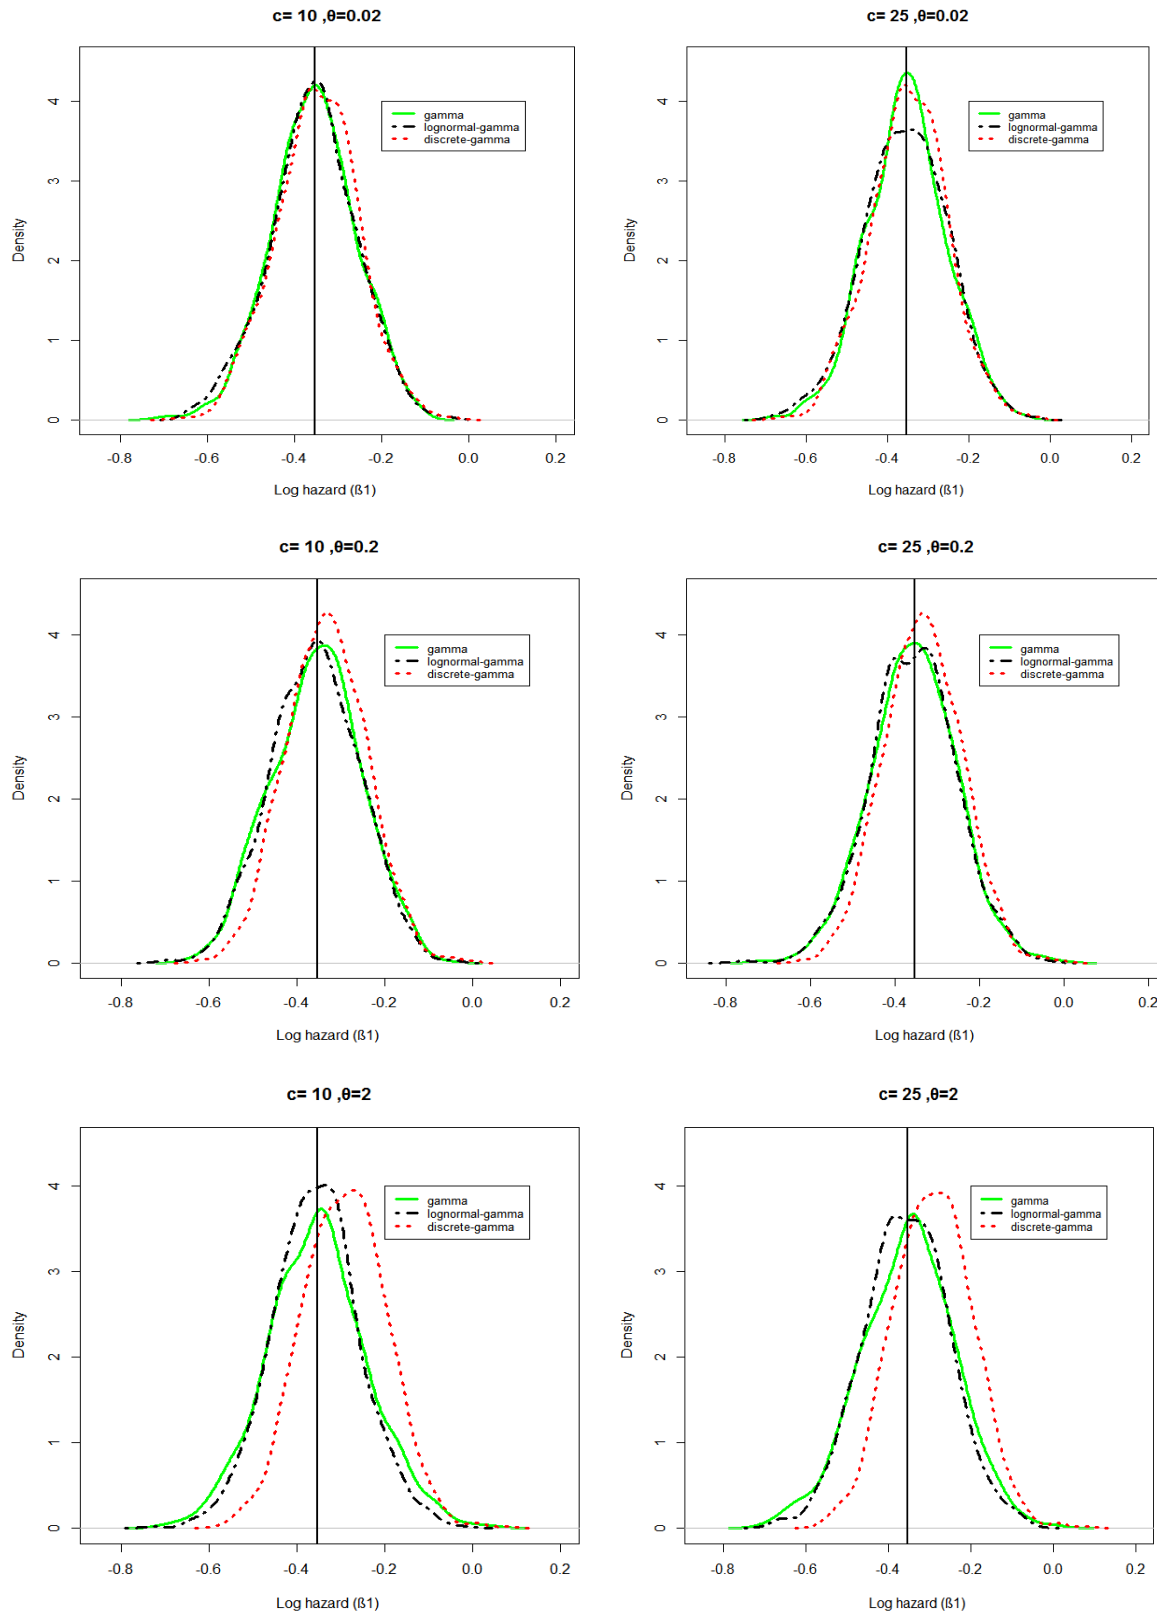 c= 10 ,θ=0.02
Density
0 1 2 3 4
gamma
lognormal-gamma
discrete-gamma
-0.8 -0.6 -0.4 -0.2 0.0 0.2
Log hazard (ß1)
c= 25 ,θ=0.02
Density
0 1 2 3 4
gamma
lognormal-gamma
discrete-gamma
-0.8 -0.6 -0.4 -0.2 0.0 0.2
Log hazard (ß1)
c= 10 ,θ=0.2
Density
0 1 2 3 4
gamma
lognormal-gamma
discrete-gamma
-0.8 -0.6 -0.4 -0.2 0.0 0.2
Log hazard (ß1)
c= 25 ,θ=0.2
Density
0 1 2 3 4
gamma
lognormal-gamma
discrete-gamma
-0.8 -0.6 -0.4 -0.2 0.0 0.2
Log hazard (ß1)
c= 10 ,θ=2
Density
0 1 2 3 4
gamma
lognormal-gamma
discrete-gamma
-0.8 -0.6 -0.4 -0.2 0.0 0.2
Log hazard (ß1)
c= 25 ,θ=2
Density
0 1 2 3 4
gamma
lognormal-gamma
discrete-gamma
-0.8 -0.6 -0.4 -0.2 0.0 0.2
Log hazard (ß1)